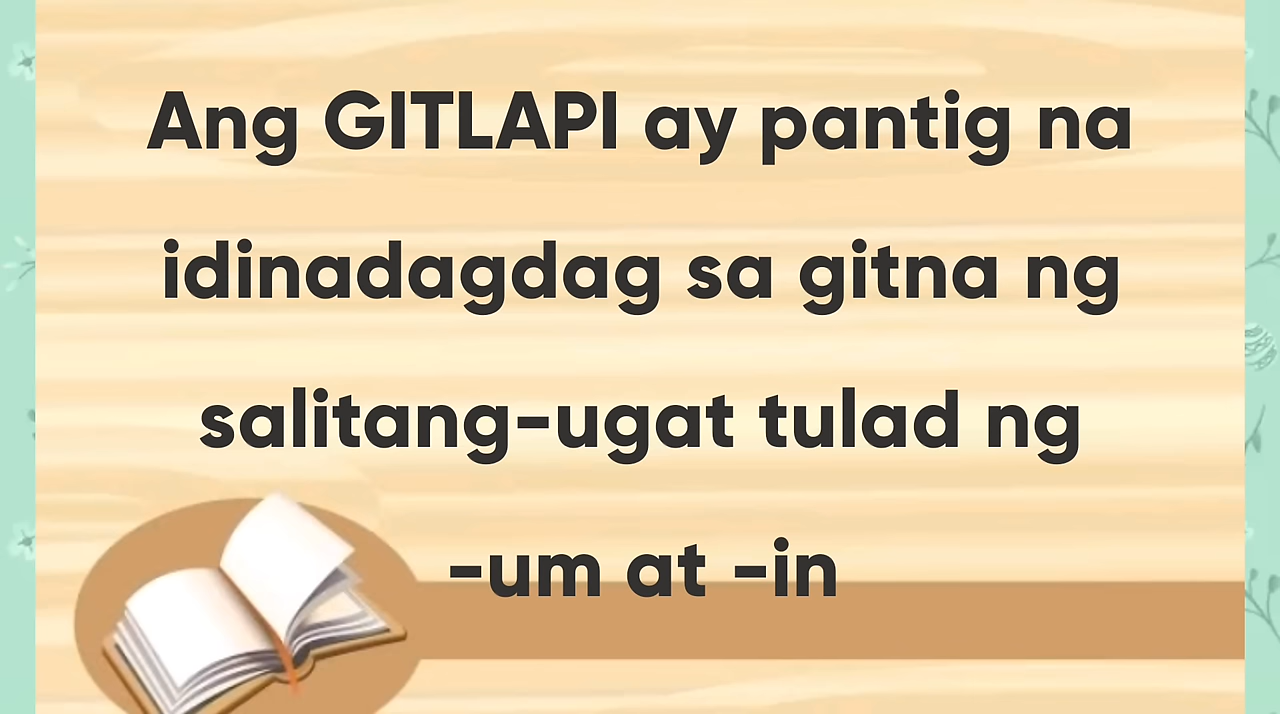 Ang GITLAPI ay pantig na
idinadagdag sa gitna ng
salitang-ugat tulad ng
-um at -in